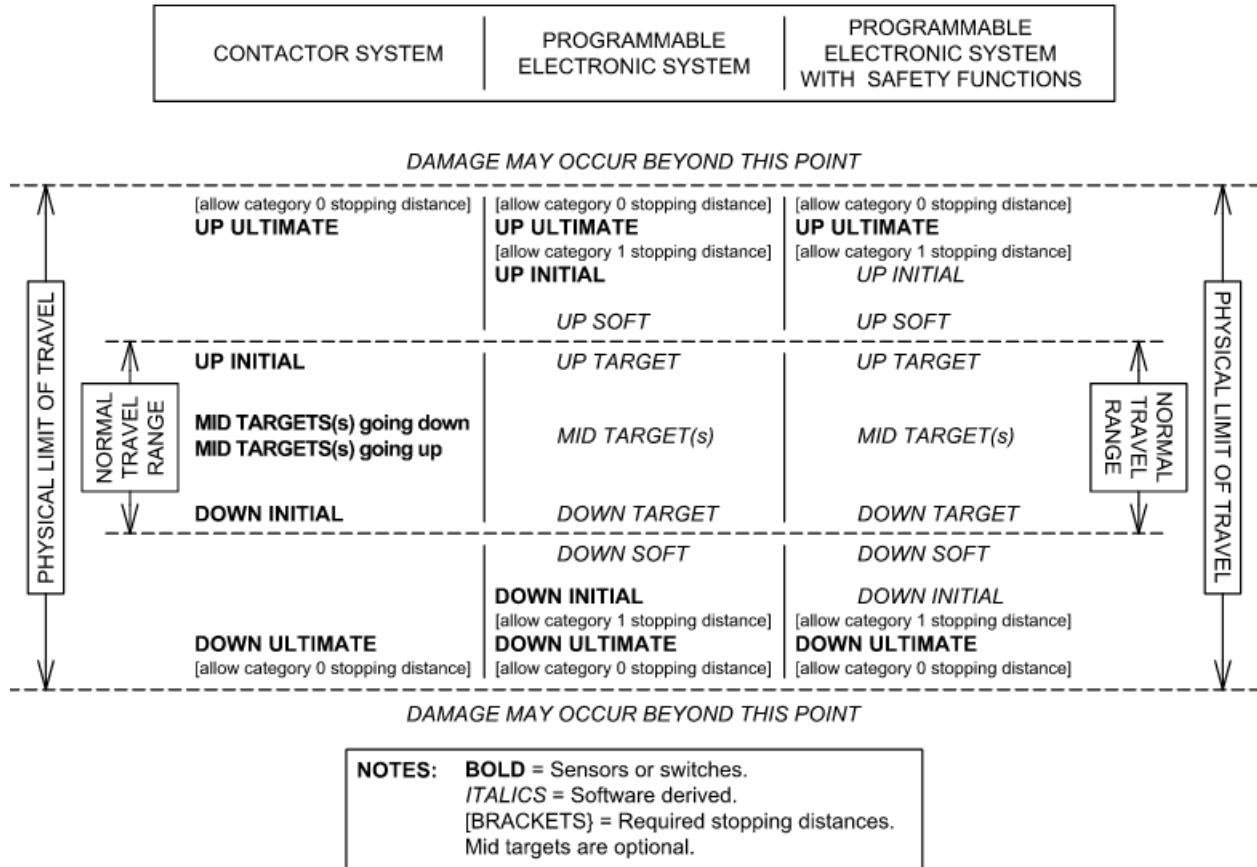 CONTACTOR SYSTEM
PROGRAMMABLE
ELECTRONIC SYSTEM
PROGRAMMABLE
ELECTRONIC SYSTEM
WITH SAFETY FUNCTIONS
DAMAGE MAY OCCUR BEYOND THIS POINT
PHYSICAL LIMIT OF TRAVEL
NORMAL
TRAVEL
RANGE
[allow category 0 stopping distance]
UP ULTIMATE
UP INITIAL
MID TARGETS(s) going down
MID TARGETS(s) going up
DOWN INITIAL
DOWN ULTIMATE
[allow category 0 stopping distance]
[allow category 0 stopping distance]
UP ULTIMATE
[allow category 1 stopping distance]
UP INITIAL
UP SOFT
UP TARGET
MID TARGET(s)
DOWN TARGET
DOWN SOFT
DOWN INITIAL
[allow category 1 stopping distance]
DOWN ULTIMATE
[allow category 0 stopping distance]
[allow category 0 stopping distance]
UP ULTIMATE
[allow category 1 stopping distance]
UP INITIAL
UP SOFT
UP TARGET
MID TARGET(s)
DOWN TARGET
DOWN SOFT
DOWN INITIAL
[allow category 1 stopping distance]
DOWN ULTIMATE
[allow category 0 stopping distance]
NORMAL
TRAVEL
RANGE
PHYSICAL LIMIT OF TRAVEL
DAMAGE MAY OCCUR BEYOND THIS POINT
NOTES: BOLD = Sensors or switches.
ITALICS = Software derived.
[BRACKETS} = Required stopping distances.
Mid targets are optional.